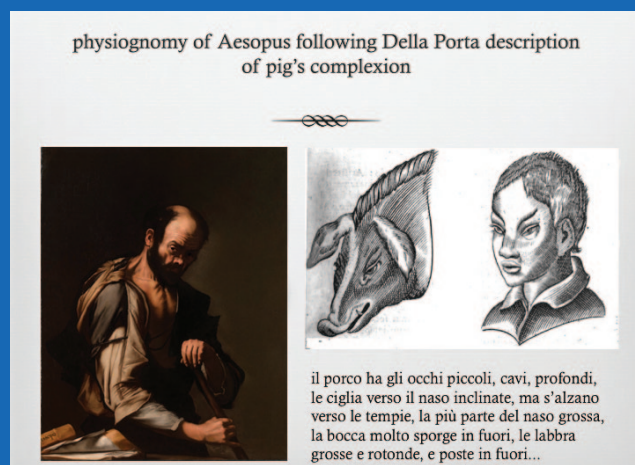 physiognomy of Aesopus following Della Porta description
of pig's complexion
il porco ha gli occhi piccoli, cavi, profondi,
le ciglia verso il naso inclinate, ma s'alzano
verso le tempie, la più parte del naso grossa,
la bocca molto sporge in fuori, le labbra
grosse e rotonde, e poste in fuori...